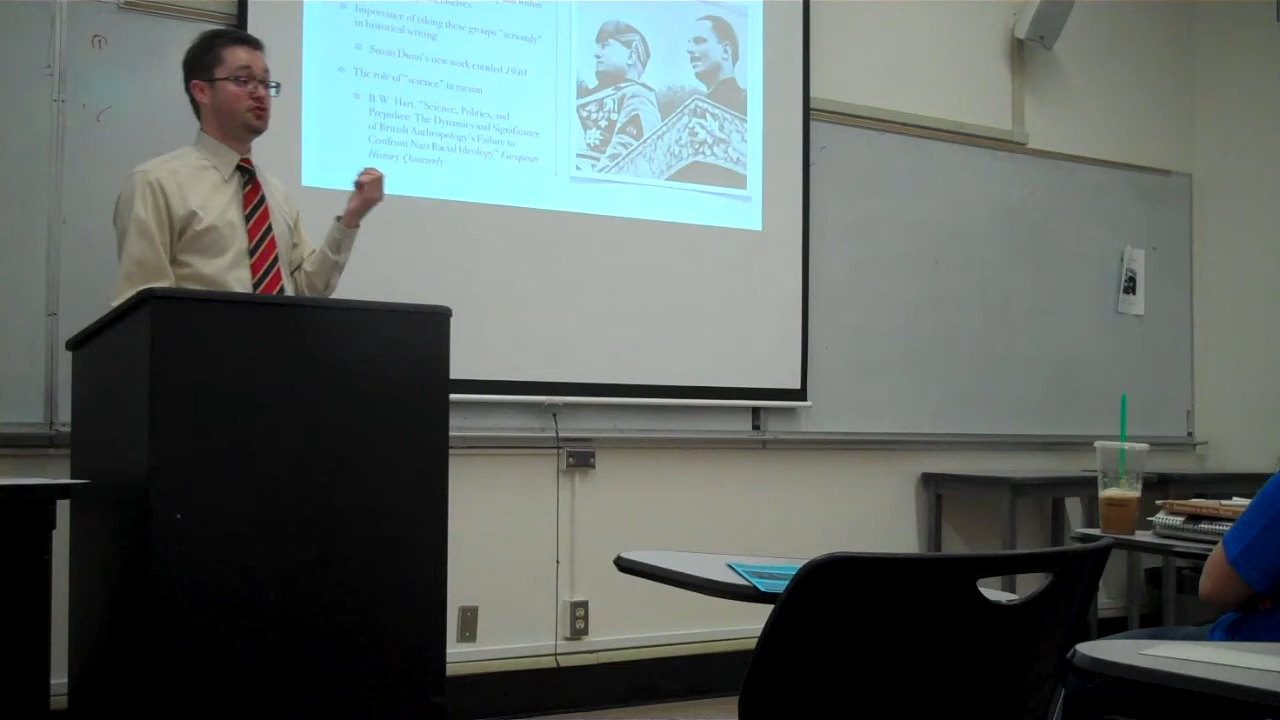 Importance of taking these groups "seriously"
in historical writing
Susan Dunn's new work entitled 1940
The role of "science" in racism
B. W. Hart, "Science, Politics, and
Prejudice: The Dynamics and Significance
of British Anthropology's Failure to
Confront Nazi Racial Ideology" European
History Quarterly